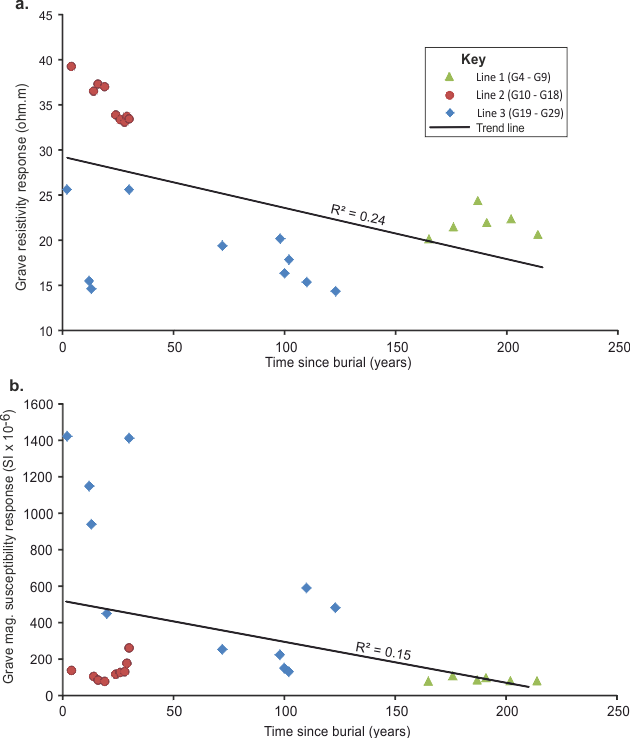 a.
45
40
35
30
25
20
15
10
Grave resistivity response (ohm.m)
Key
Line 1 (G4 - G9)
Line 2 (G10 - G18)
Line 3 (G19 - G29)
Trend line
R² = 0.24
0 50 100 150 200 250
Time since burial (years)
b.
1600
1400
1200
1000
800
600
400
200
0
Grave mag. susceptibility response (SI x 10-6)
R² = 0.15
0 50 100 150 200 250
Time since burial (years)